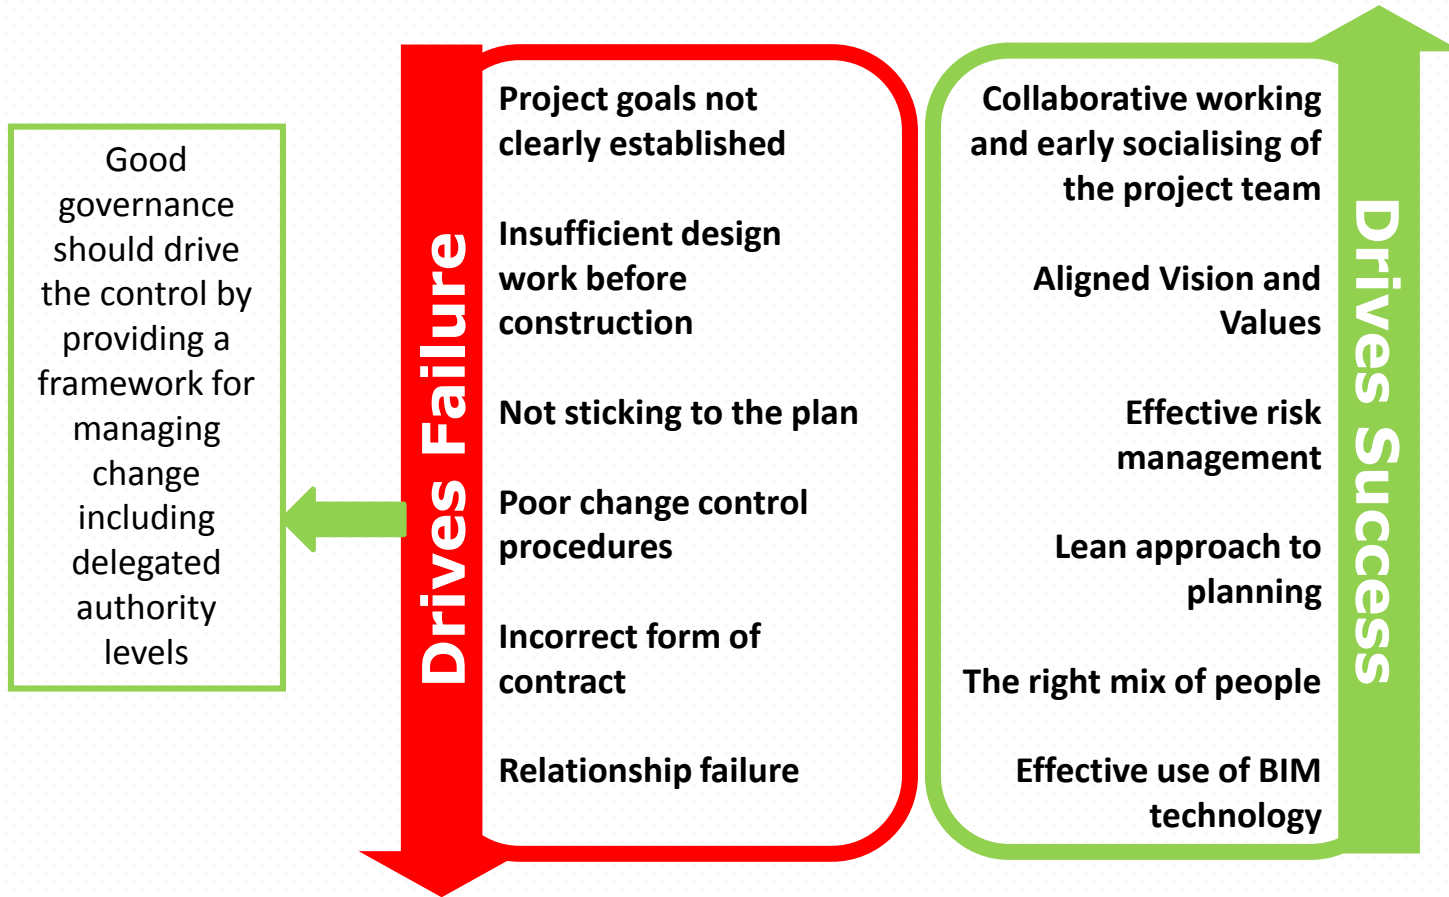 Good
governance
should drive
the control by
providing a
framework for
managing
change
including
delegated
authority
levels
Drives Failure
Project goals not
clearly established
Insufficient design
work before
construction
Not sticking to the plan
Poor change control
procedures
Incorrect form of
contract
Relationship failure
Collaborative working
and early socialising of
the project team
Aligned Vision and
Values
Effective risk
management
Lean approach to
planning
The right mix of people
Effective use of BIM
technology
Drives Success